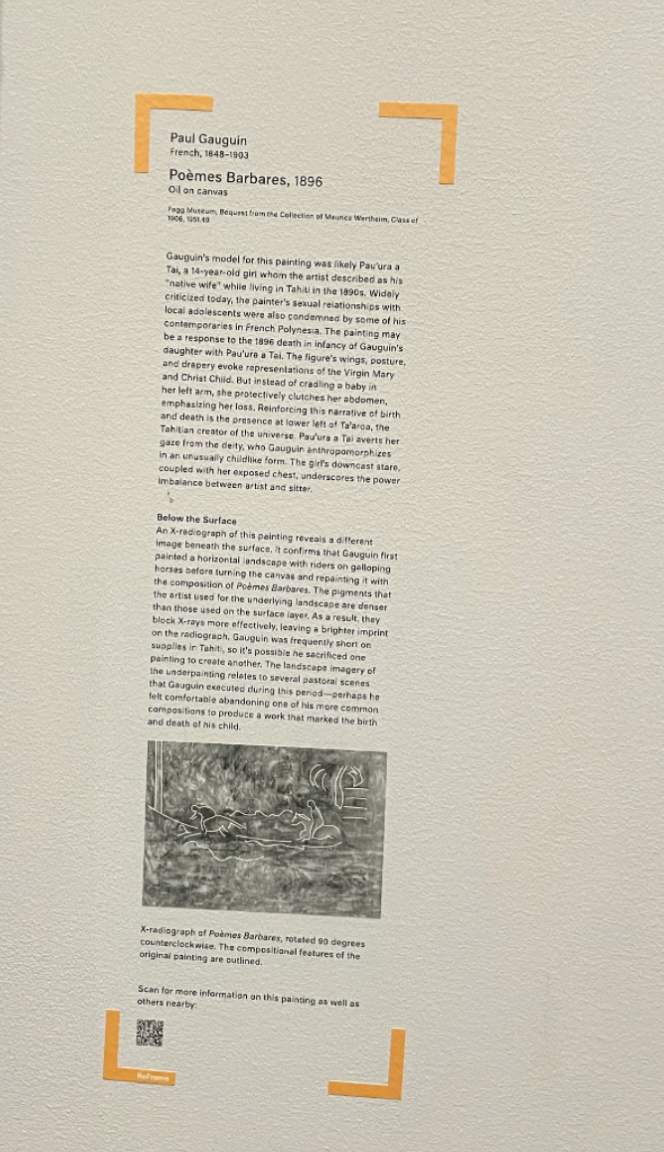 Paul Gauguin
French, 1848–1903
Poèmes Barbares, 1896
Oil on canvas
Fogg Museum, Bequest from the Collection of Maurice Wertheim, Class of
1906, 1951.49
Gauguin's model for this painting was likely Pau'ura a
Tai, a 14-year-old girl whom the artist described as his
"native wife" while living in Tahiti in the 1890s. Widely
criticized today, the painter's sexual relationships with
local adolescents were also condemned by some of his
contemporaries in French Polynesia. The painting may
be a response to the 1896 death in infancy of Gauguin's
daughter with Pau'ura a Tai. The figure's wings, posture,
and drapery evoke representations of the Virgin Mary
and Christ Child. But instead of cradling a baby in
her left arm, she protectively clutches her abdomen,
emphasizing her loss. Reinforcing this narrative of birth
and death is the presence at lower left of Ta'aroa, the
Tahitian creator of the universe. Pau'ura a Tai averts her
gaze from the deity, who Gauguin anthropomorphizes
in an unusually childlike form. The girl's downcast stare,
coupled with her exposed chest, underscores the power
imbalance between artist and sitter.
Below the Surface
An X-radiograph of this painting reveals a different
image beneath the surface. It confirms that Gauguin first
painted a horizontal landscape with riders on galloping
horses before turning the canvas and repainting it with
the composition of Poèmes Barbares. The pigments that
the artist used for the underlying landscape are denser
than those used on the surface layer. As a result, they
block X-rays more effectively, leaving a brighter imprint
on the radiograph. Gauguin was frequently short on
supplies in Tahiti, so it's possible he sacrificed one
painting to create another. The landscape imagery of
the underpainting relates to several pastoral scenes
that Gauguin executed during this period—perhaps he
felt comfortable abandoning one of his more common
compositions to produce a work that marked the birth
and death of his child.
X-radiograph of Poèmes Barbares, rotated 90 degrees
counterclockwise. The compositional features of the
original painting are outlined.
Scan for more information on this painting as well as
others nearby:
ReFrame